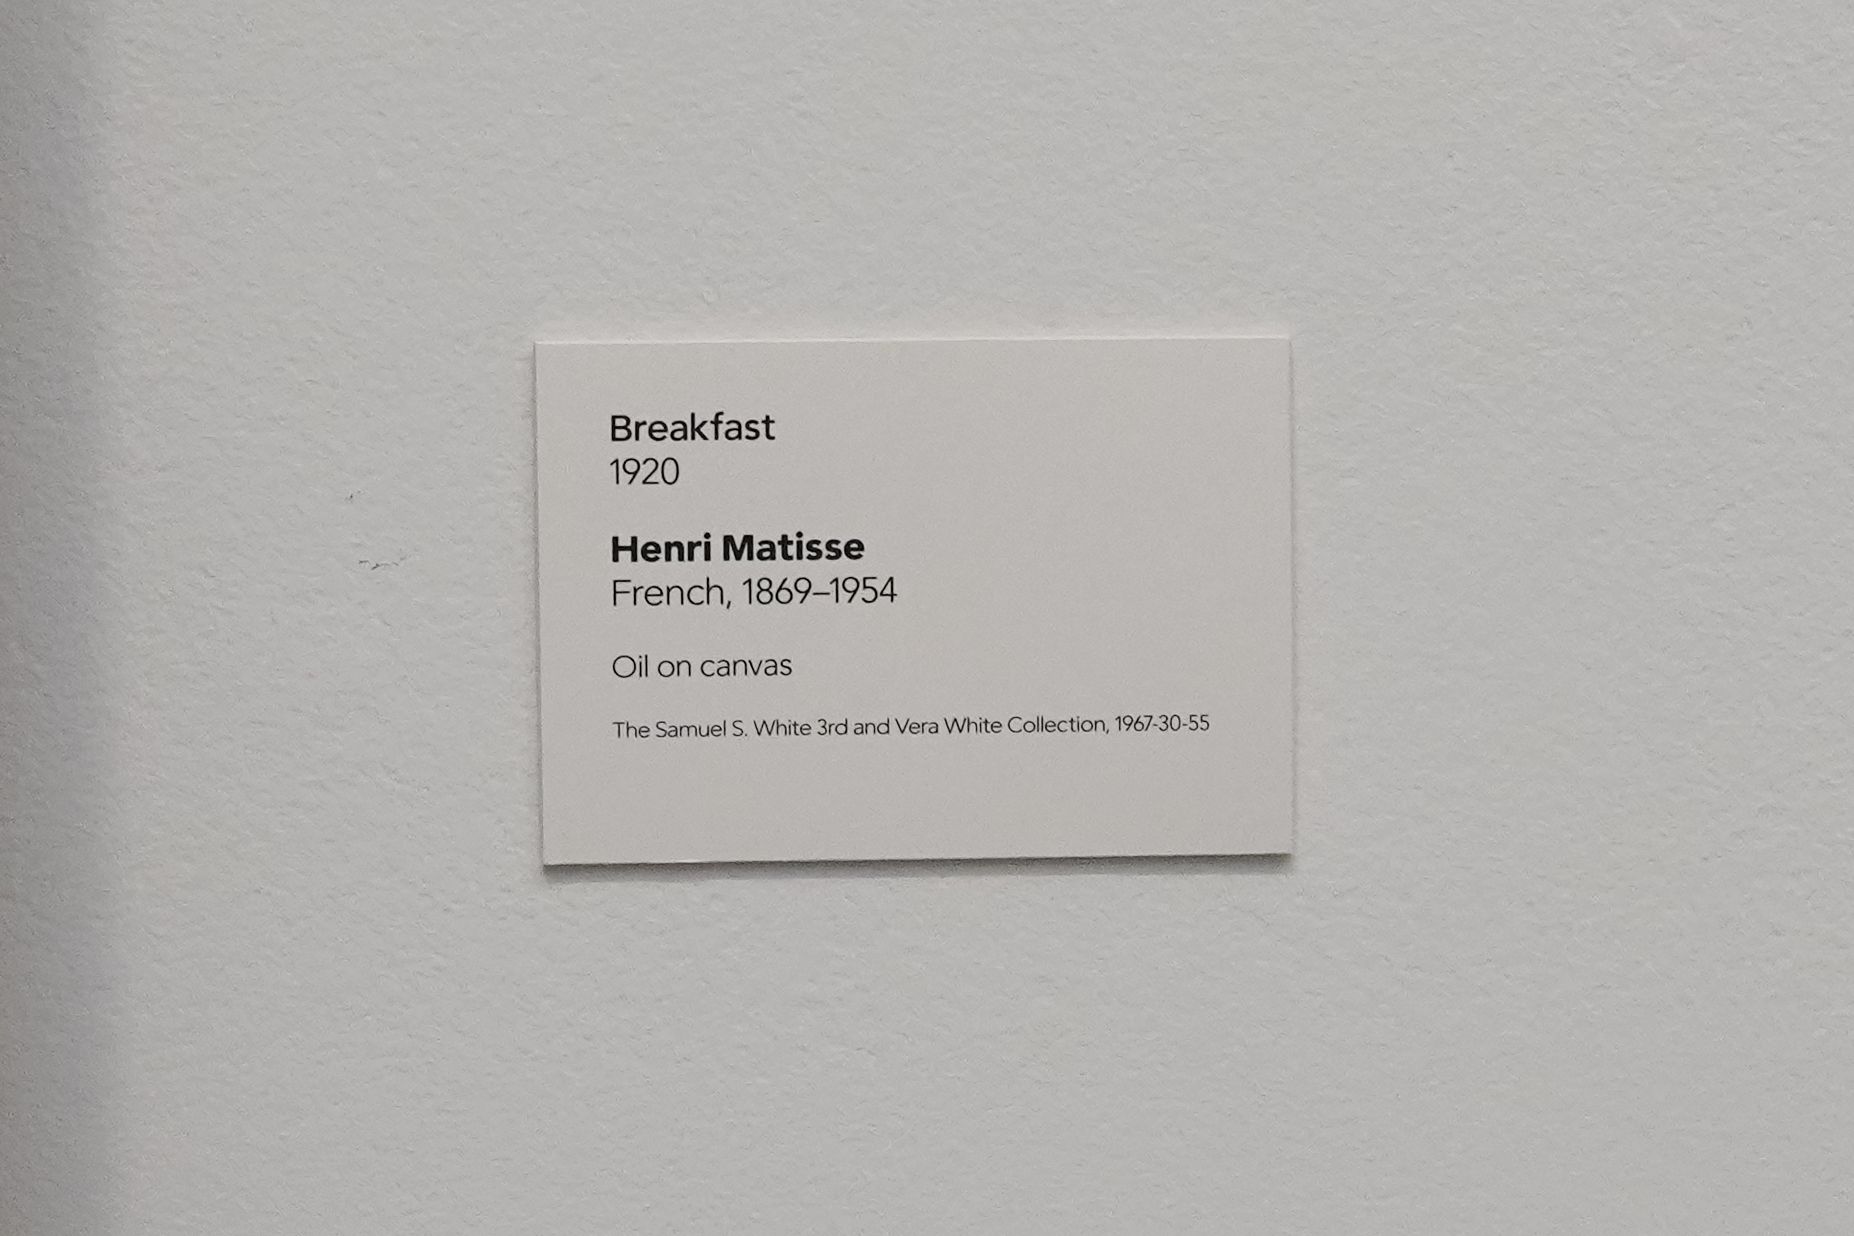 Breakfast
1920
Henri Matisse
French, 1869–1954
Oil on canvas
The Samuel S. White 3rd and Vera White Collection, 1967-30-55